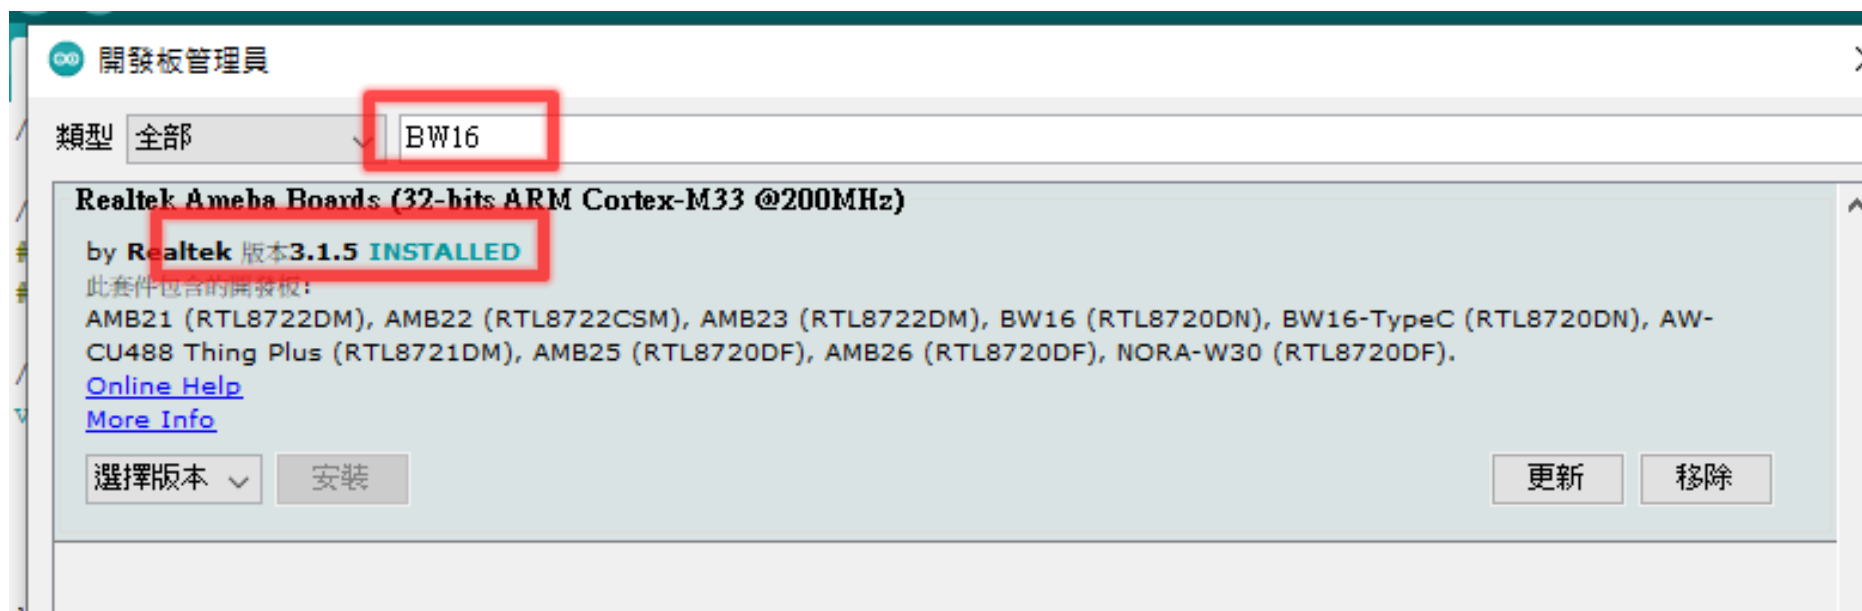 開發板管理員
類型 全部 BW16
Realtek Ameba Boards (32-bits ARM Cortex-M33 @200MHz)
by Realtek 版本3.1.5 INSTALLED
此套件包含的開發板:
AMB21 (RTL8722DM), AMB22 (RTL8722CSM), AMB23 (RTL8722DM), BW16 (RTL8720DN), BW16-TypeC (RTL8720DN), AW-
CU488 Thing Plus (RTL8721DM), AMB25 (RTL8720DF), AMB26 (RTL8720DF), NORA-W30 (RTL8720DF).
Online Help
More Info
選擇版本 安裝 更新 移除